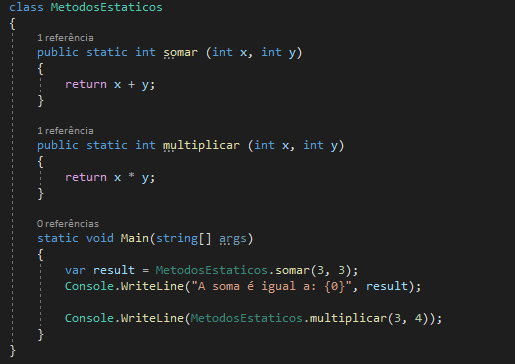 class MetodosEstaticos
{
1 referência
public static int somar (int x, int y)
{
return x + y;
}
1 referência
public static int multiplicar (int x, int y)
{
return x * y;
}
0 referências
static void Main(string[] args)
{
var result = MetodosEstaticos.somar(3, 3);
Console.WriteLine("A soma é igual a: {0}", result);
Console.WriteLine(MetodosEstaticos.multiplicar(3, 4));
}
}